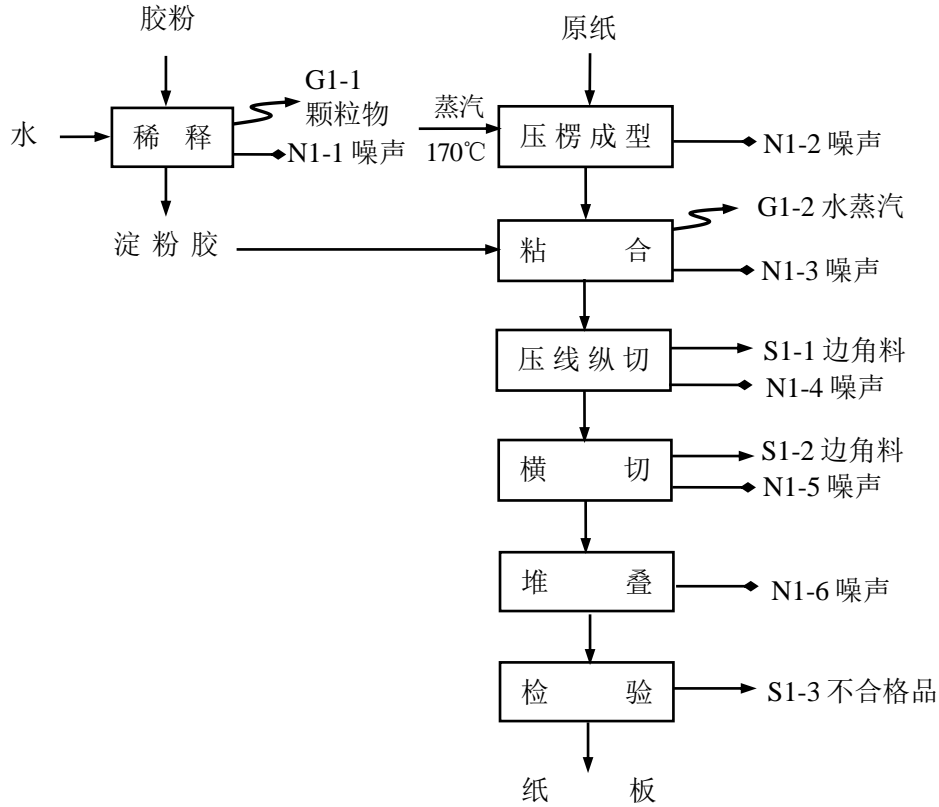 胶粉
原纸
G1-1
颗粒物
蒸汽
水
稀 释
压楞成型
N1-1 噪声
170℃
N1-2 噪声
G1-2 水蒸汽
淀 粉 胶
粘 合
N1-3 噪声
压线纵切
S1-1 边角料
N1-4 噪声
横 切
S1-2 边角料
N1-5 噪声
堆 叠
N1-6 噪声
检 验
S1-3 不合格品
纸 板